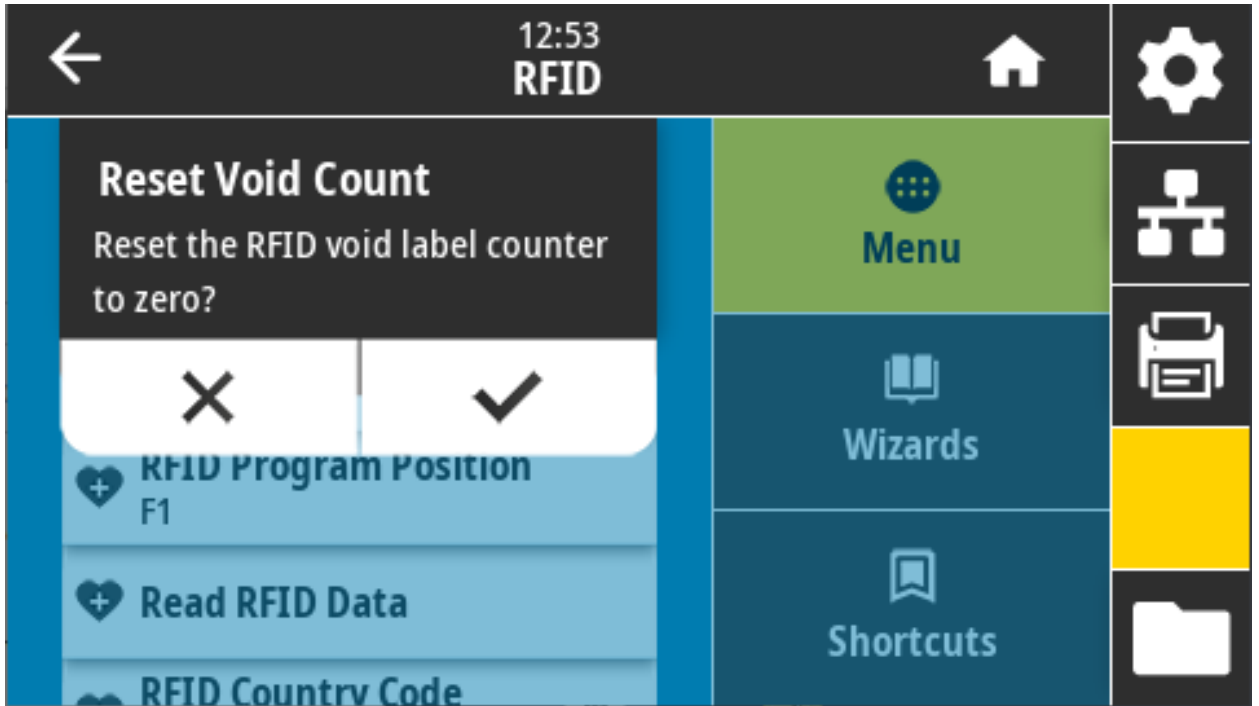 12:53
RFID
Reset Void Count
Reset the RFID void label counter
to zero?
RFID Program Position
F1
Read RFID Data
RFID Country Code
Menu
Wizards
Shortcuts